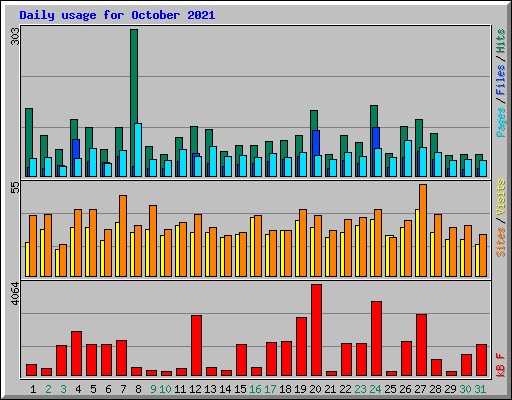 Daily usage for October 2021
303
55
4064
Pages / Files / Hits
Sites / Visits
kB F
1 2 3 4 5 6 7 8 9 10 11 12 13 14 15 16 17 18 19 20 21 22 23 24 25 26 27 28 29 30 31